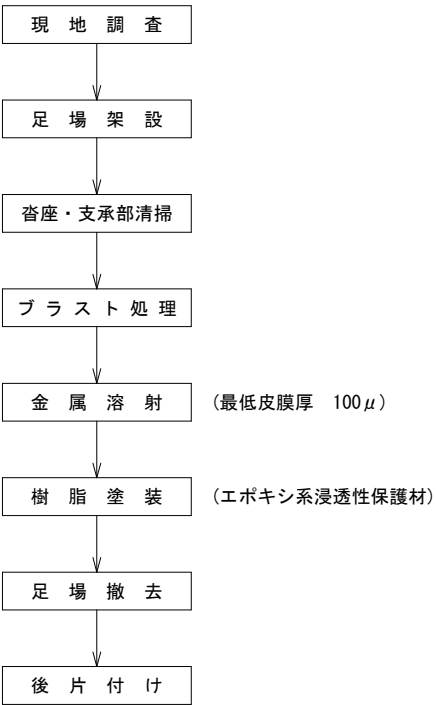 現地調査
足場架設
沓座・支承部清掃
ブラスト処理
金属溶射 (最低皮膜厚 100μ)
樹脂塗装 (エポキシ系浸透性保護材)
足場撤去
後片付け